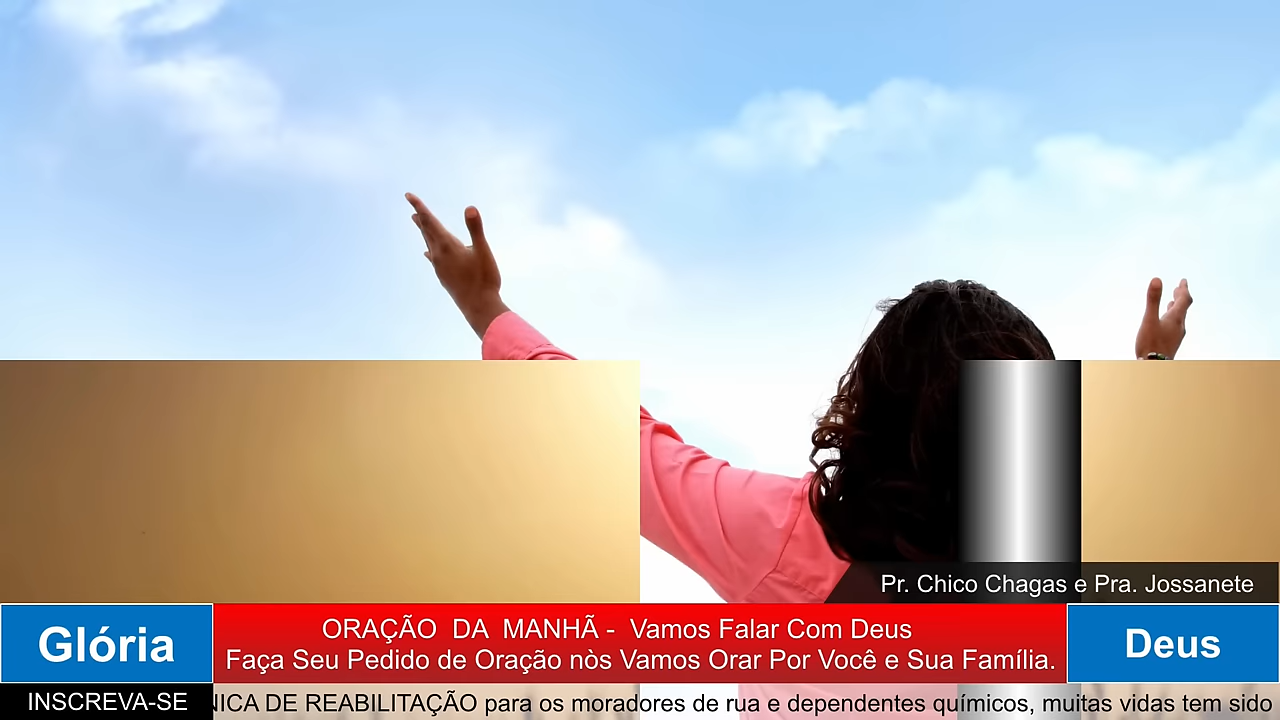 Pr. Chico Chagas e Pra. Jossanete
Glória
ORAÇÃO DA MANHÃ - Vamos Falar Com Deus
Faça Seu Pedido de Oração nòs Vamos Orar Por Você e Sua Família.
Deus
INSCREVA-SE
NICA DE REABILITAÇÃO para os moradores de rua e dependentes químicos, muitas vidas tem sido